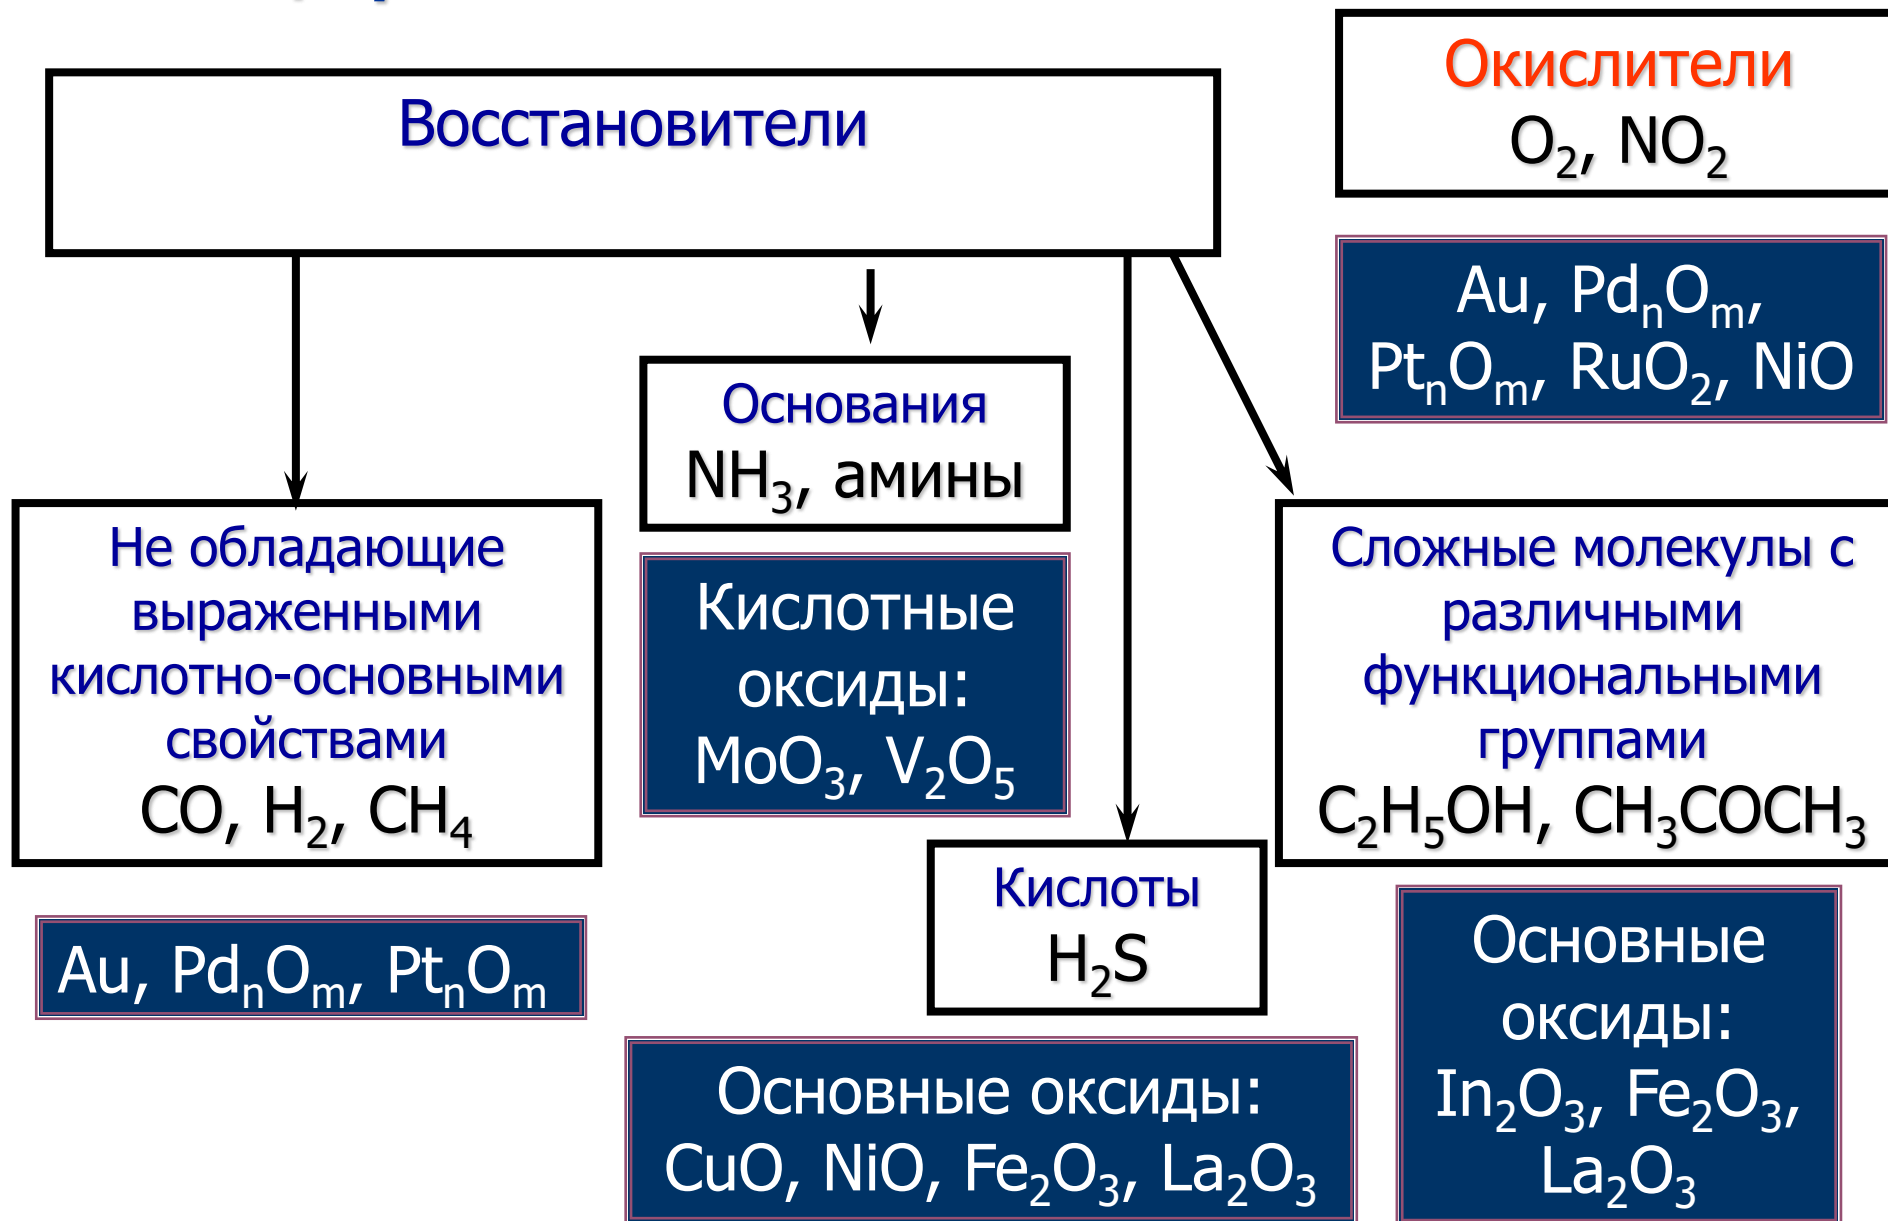 Восстановители
Окислители
O₂, NO₂
Au, PdₙOₘ,
PtₙOₘ, RuO₂, NiO
Основания
NH₃, амины
Кислотные
оксиды:
MoO₃, V₂O₅
Не обладающие
выраженными
кислотно-основными
свойствами
CO, H₂, CH₄
Au, PdₙOₘ, PtₙOₘ
Кислоты
H₂S
Основные оксиды:
CuO, NiO, Fe₂O₃, La₂O₃
Сложные молекулы с
различными
функциональными
группами
C₂H₅OH, CH₃COCH₃
Основные
оксиды:
In₂O₃, Fe₂O₃,
La₂O₃